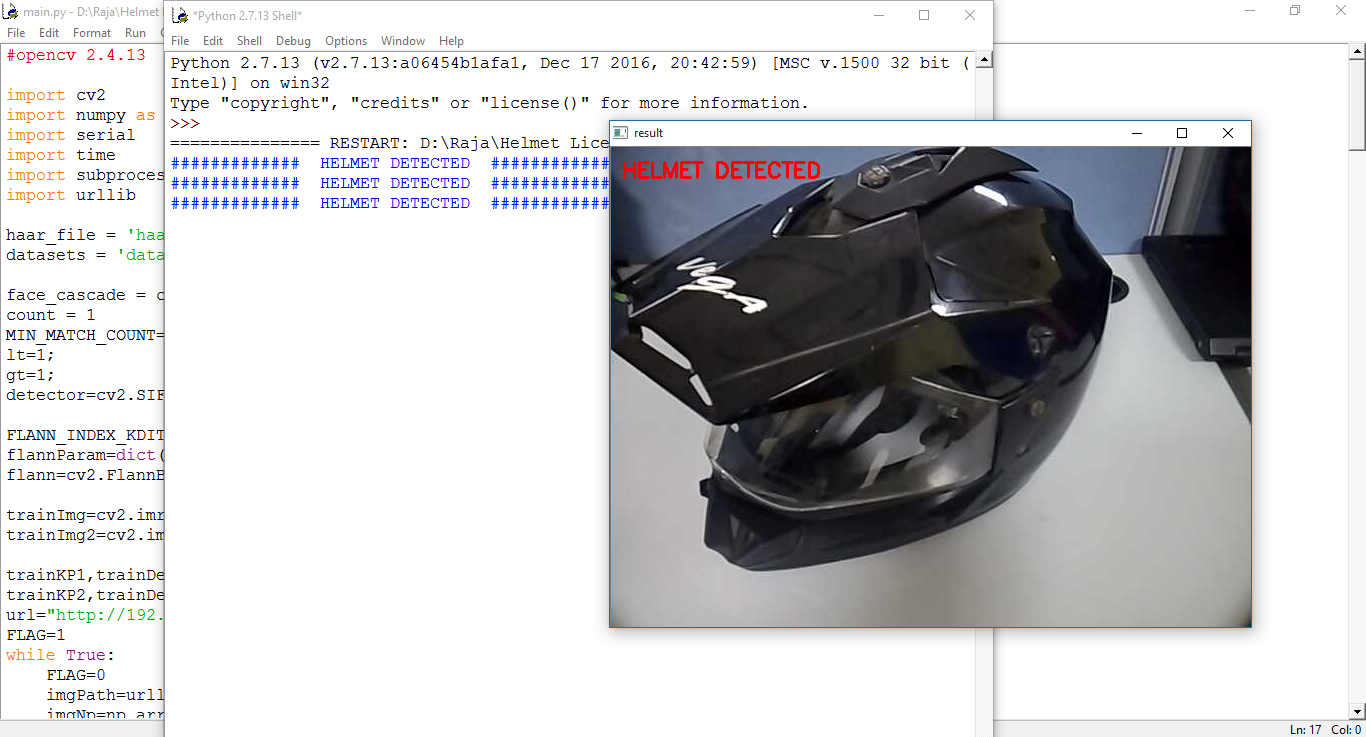 main.py - D:\Raja\Helmet
File Edit Format Run
#opencv 2.4.13
import cv2
import numpy as
import serial
import time
import subproces
import urllib
haar_file = 'haa
datasets = 'data
face_cascade = c
count = 1
MIN_MATCH_COUNT=
lt=1;
gt=1;
detector=cv2.SIF
FLANN_INDEX_KDIT
flannParam=dict(
flann=cv2.FlannB
trainImg=cv2.imr
trainImg2=cv2.im
trainKP1,trainDe
trainKP2,trainDe
url="http://192.
FLAG=1
while True:
FLAG=0
imgPath=urll
imgNp=np.arr
*Python 2.7.13 Shell*
File Edit Shell Debug Options Window Help
Python 2.7.13 (v2.7.13:a06454b1afa1, Dec 17 2016, 20:42:59) [MSC v.1500 32 bit (
Intel)] on win32
Type "copyright", "credits" or "license()" for more information.
>>>
=============== RESTART: D:\Raja\Helmet Lice
############# HELMET DETECTED ############
############# HELMET DETECTED ############
############# HELMET DETECTED ############
result
HELMET DETECTED
vega
Ln: 17 Col: 0